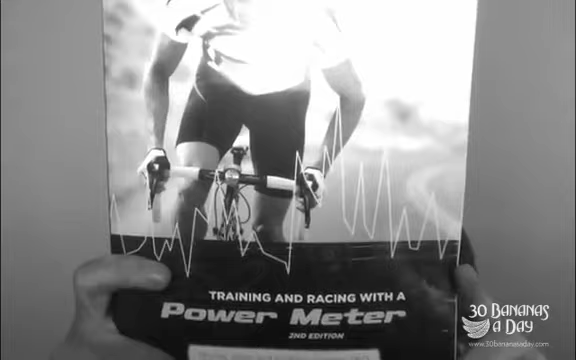 TRAINING AND RACING WITH A
Power Meter
2ND EDITION
30 BANANAS
A DAY
www.30bananasaday.com